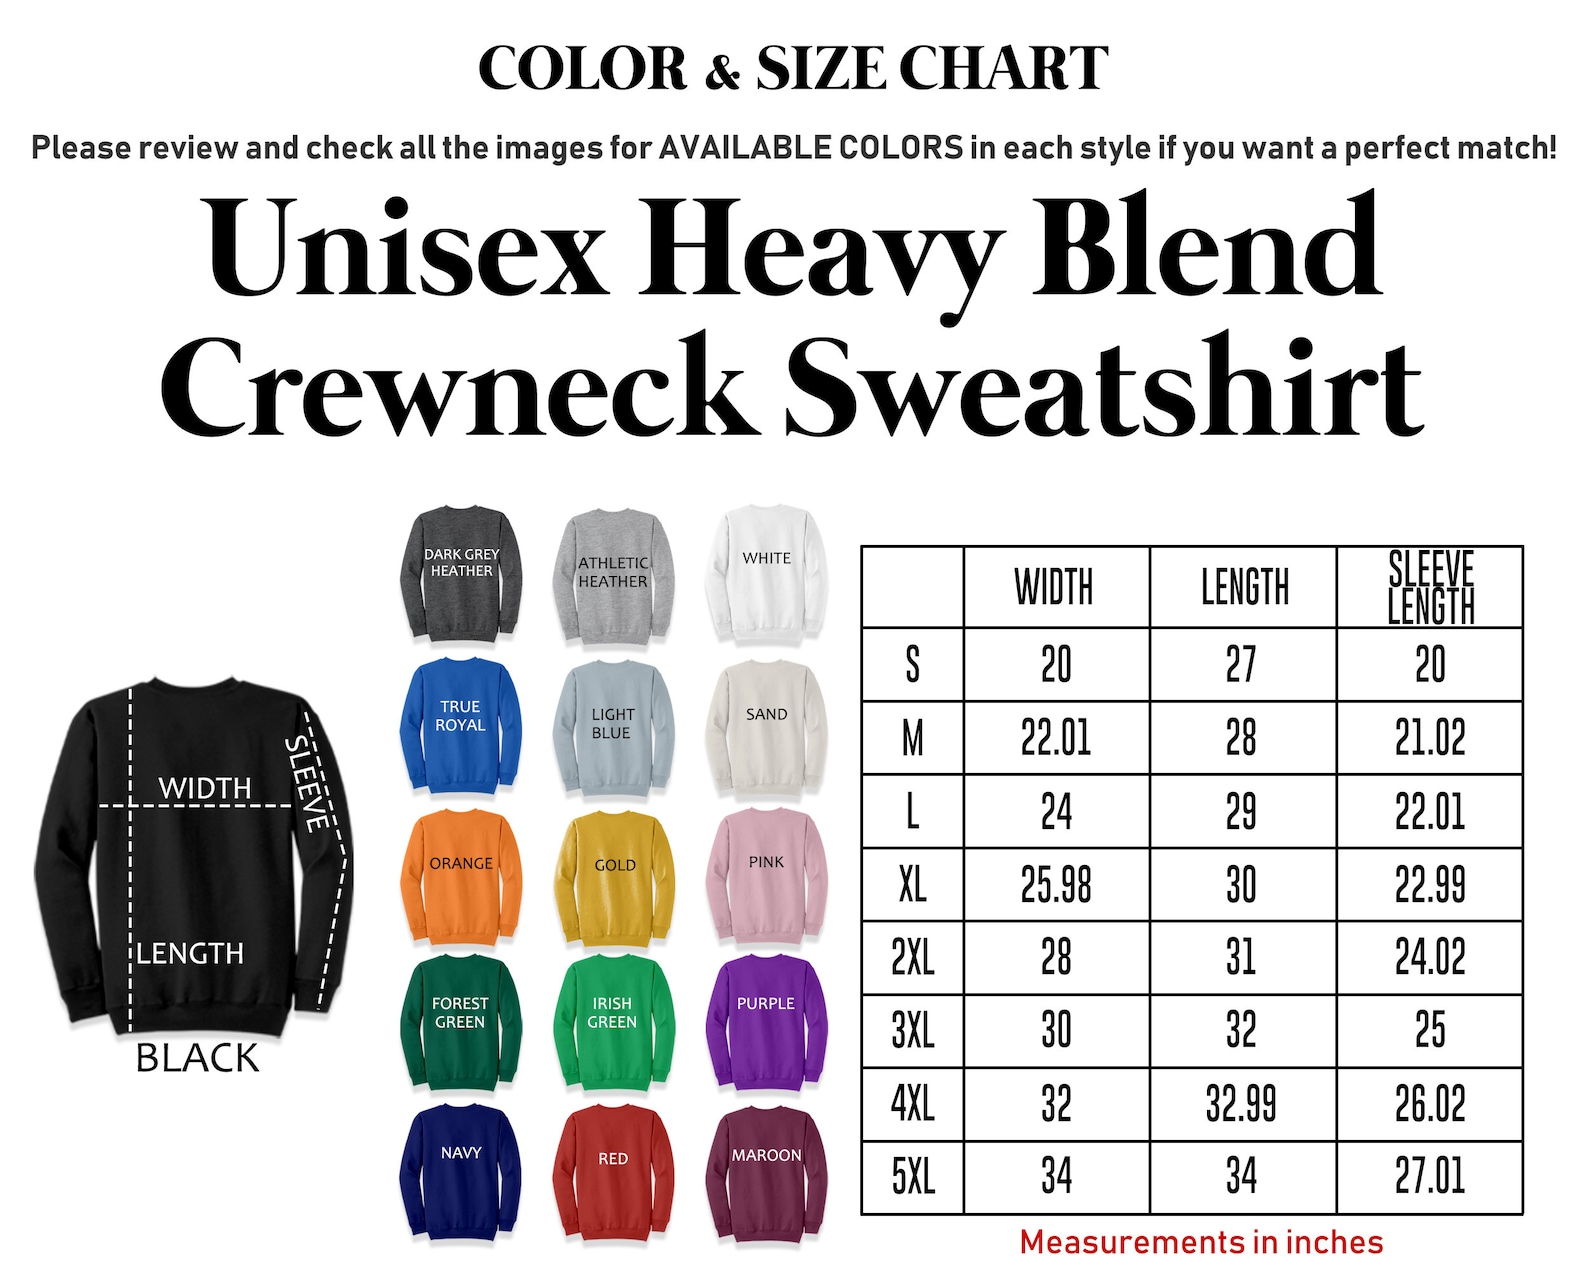 COLOR & SIZE CHART
Please review and check all the images for AVAILABLE COLORS in each style if you want a perfect match!
Unisex Heavy Blend
Crewneck Sweatshirt
WIDTH
SLEEVE
LENGTH
BLACK
DARK GREY
HEATHER
ATHLETIC
HEATHER
WHITE
TRUE
ROYAL
LIGHT
BLUE
SAND
ORANGE
GOLD
PINK
FOREST
GREEN
IRISH
GREEN
PURPLE
NAVY
RED
MAROON
WIDTH LENGTH SLEEVE
LENGTH
S 20 27 20
M 22.01 28 21.02
L 24 29 22.01
XL 25.98 30 22.99
2XL 28 31 24.02
3XL 30 32 25
4XL 32 32.99 26.02
5XL 34 34 27.01
Measurements in inches